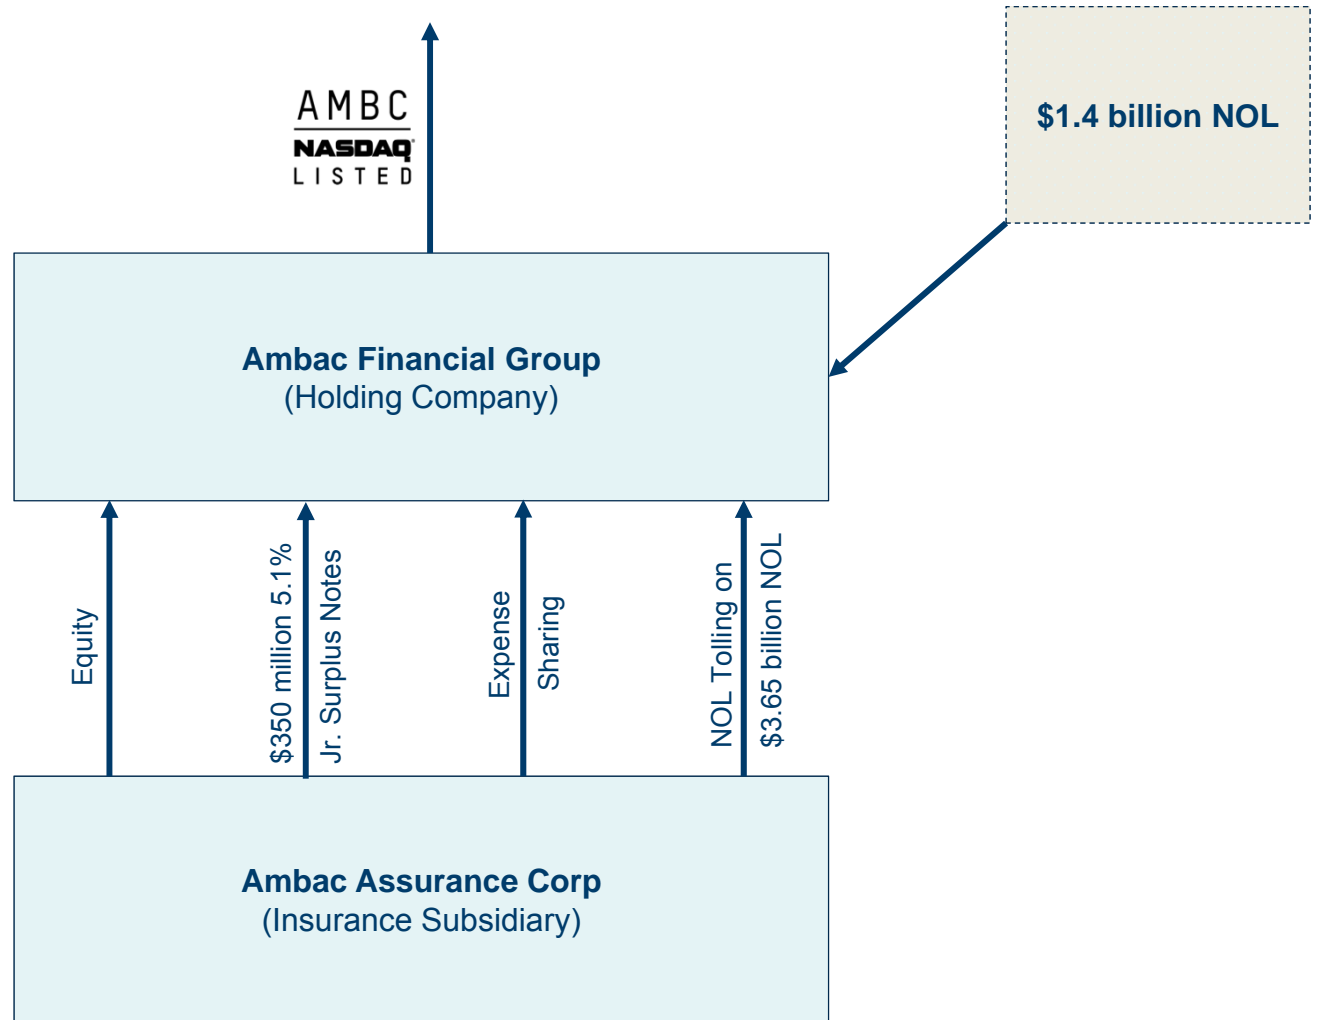 AMBC
NASDAQ
LISTED
$1.4 billion NOL
Ambac Financial Group
(Holding Company)
Equity
$350 million 5.1%
Jr. Surplus Notes
Expense
Sharing
NOL Tolling on
$3.65 billion NOL
Ambac Assurance Corp
(Insurance Subsidiary)